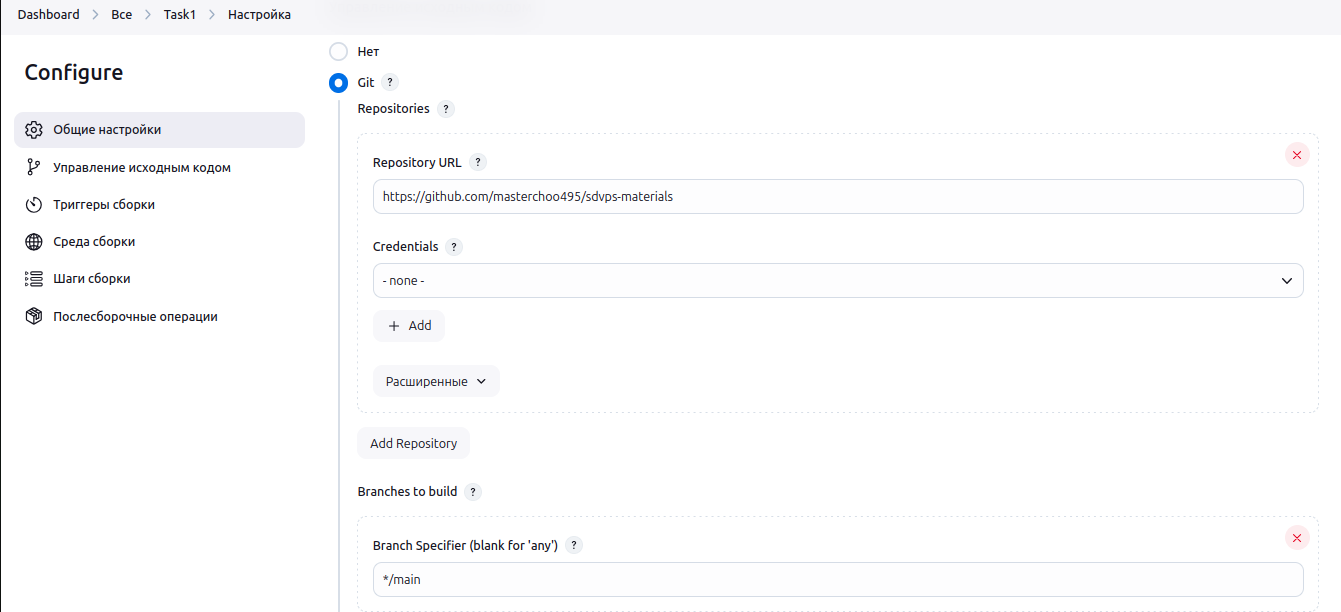 Dashboard > Все > Task1 > Настройка
Configure
Общие настройки
Управление исходным кодом
Триггеры сборки
Среда сборки
Шаги сборки
Послесборочные операции
Нет
Git ?
Repositories ?
Repository URL ?
https://github.com/masterchoo495/sdvps-materials
Credentials ?
- none -
+ Add
Расширенные
Add Repository
Branches to build ?
Branch Specifier (blank for 'any') ?
*/main